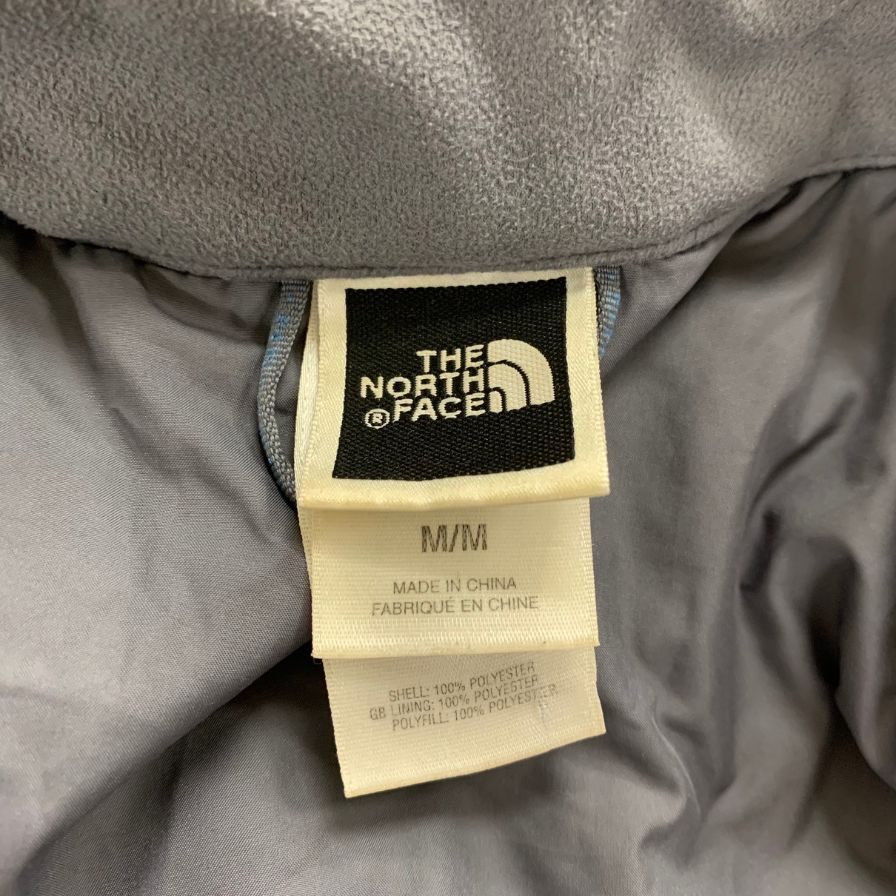 THE
NORTH
® FACE
M/M
MADE IN CHINA
FABRIQUÉ EN CHINE
SHELL: 100% POLYESTER
GB LINING: 100% POLYESTER
POLYFILL: 100% POLYESTER